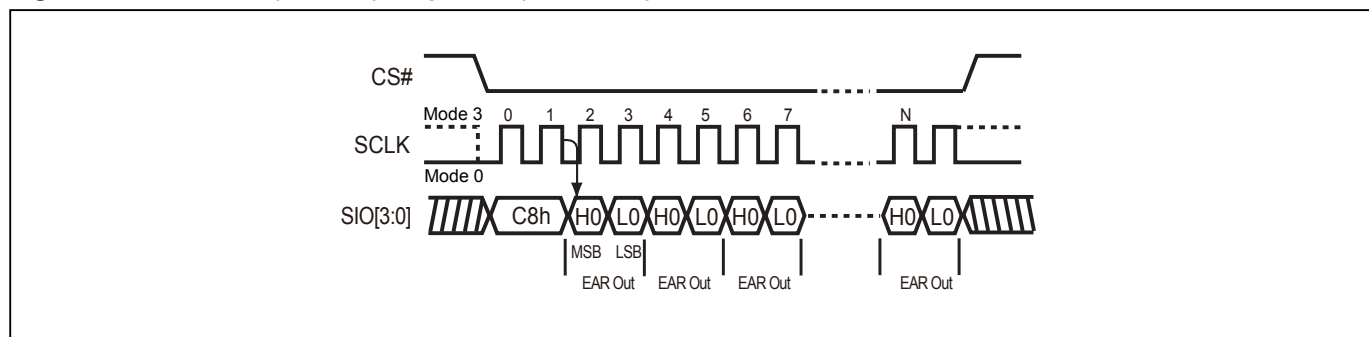 CS#
Mode 3 0 1 2 3 4 5 6 7 N
SCLK
Mode 0
SIO[3:0] C8h H0 L0 H0 L0 H0 L0 H0 L0
MSB LSB
EAR Out EAR Out EAR Out EAR Out